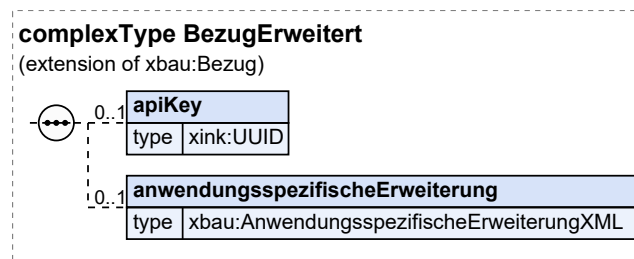 complexType BezugErweitert
(extension of xbau:Bezug)
0..1 apiKey
type xink:UUID
0..1 anwendungsspezifischeErweiterung
type xbau:AnwendungsspezifischeErweiterungXML